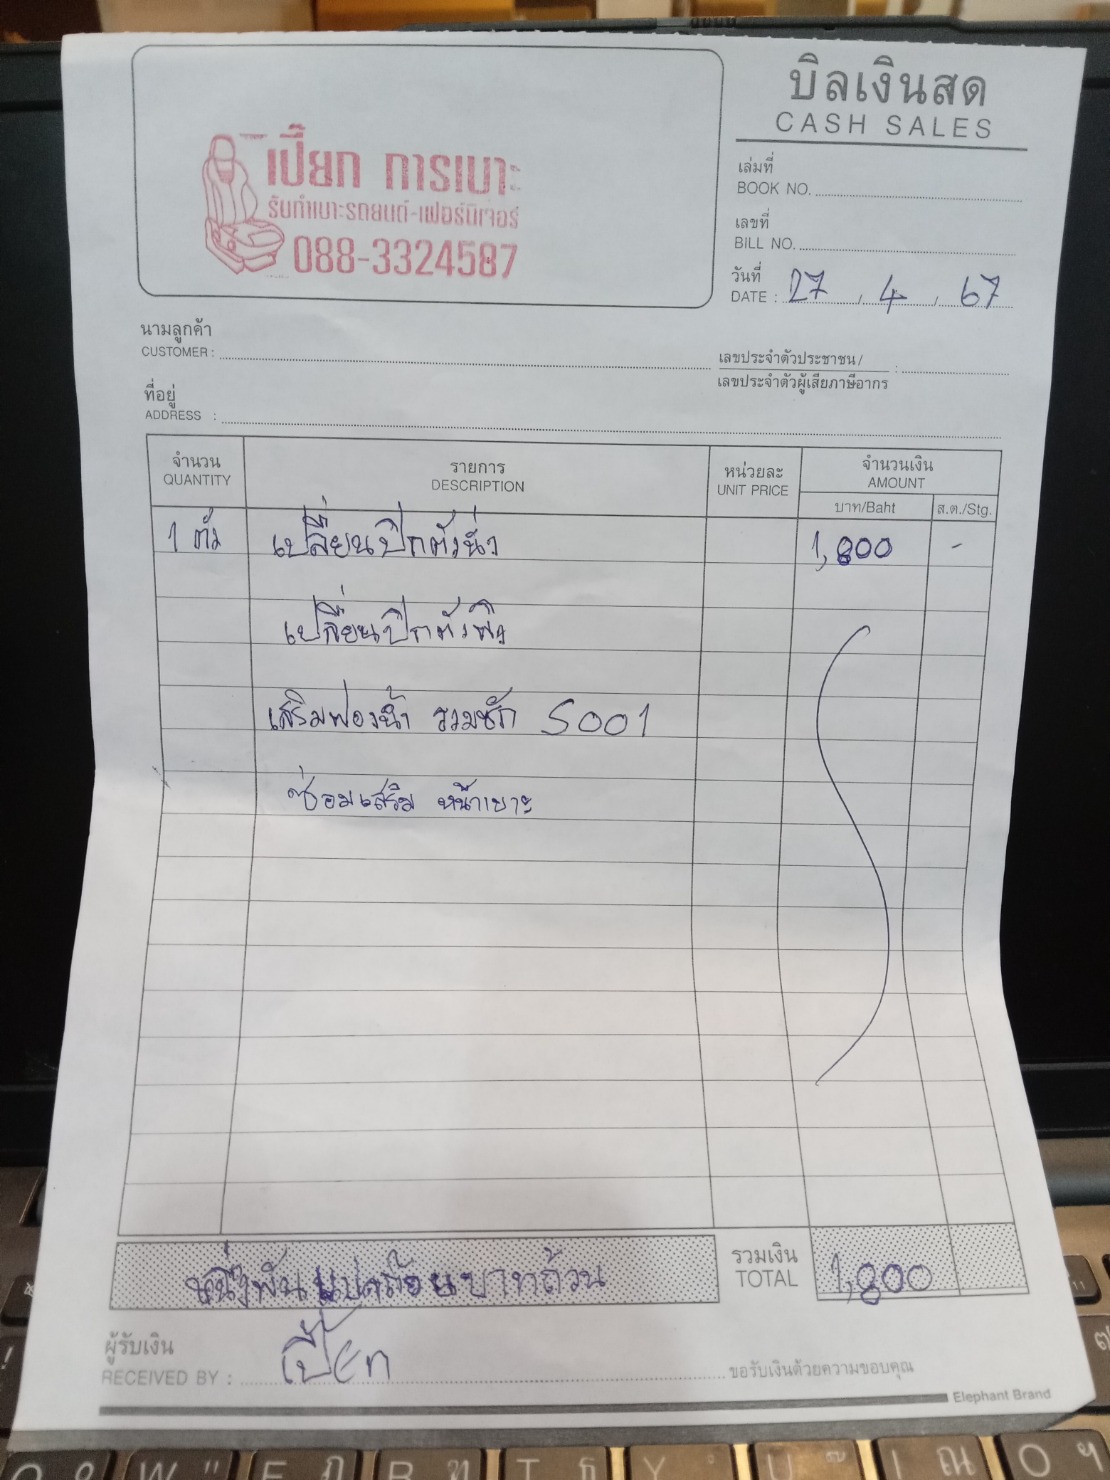 บิลเงินสด
CASH SALES
เปี๊ยก การเบาะ
รับทำเบาะรถยนต์-เฟอร์นิเจอร์
088-3324587
เล่มที่
BOOK NO.
เลขที่
BILL NO.
วันที่
DATE : 27 , 4 , 67
นามลูกค้า
CUSTOMER :
เลขประจำตัวประชาชน/
เลขประจำตัวผู้เสียภาษีอากร :
ที่อยู่
ADDRESS :
จำนวน รายการ หน่วยละ จำนวนเงิน
QUANTITY DESCRIPTION UNIT PRICE AMOUNT
บาท/Baht ส.ต./Stg.
1 ตัว เปลี่ยนปีกตัวนั่ง 1,800 -
เปลี่ยนปีกตัวพิง
เสริมฟองน้ำ
ซ่อมเสริม หน้าเบาะ
หนึ่งพันแปดร้อยบาทถ้วน
รวมเงิน
TOTAL 1,800
ผู้รับเงิน
RECEIVED BY : เปี๊ยก
ขอรับเงินด้วยความขอบคุณ
Elephant Brand
W " E R T Y U O